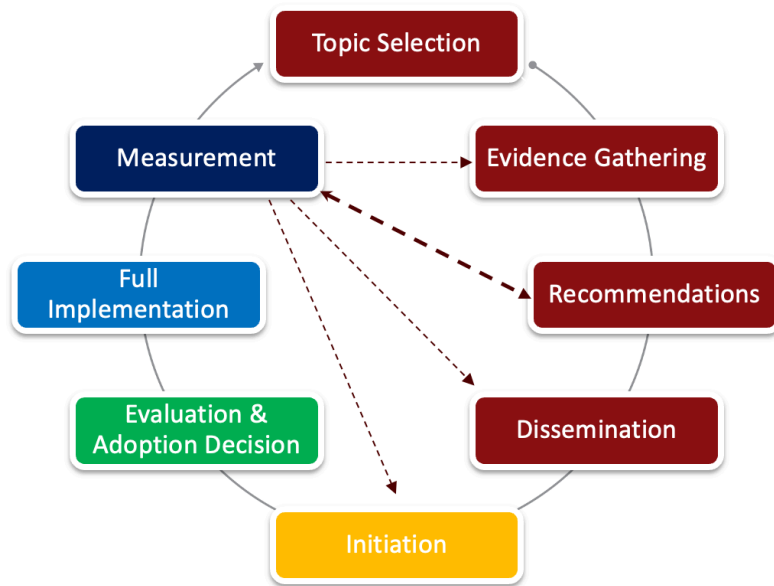 Topic Selection
Measurement
Evidence Gathering
Full
Implementation
Recommendations
Evaluation &
Adoption Decision
Dissemination
Initiation